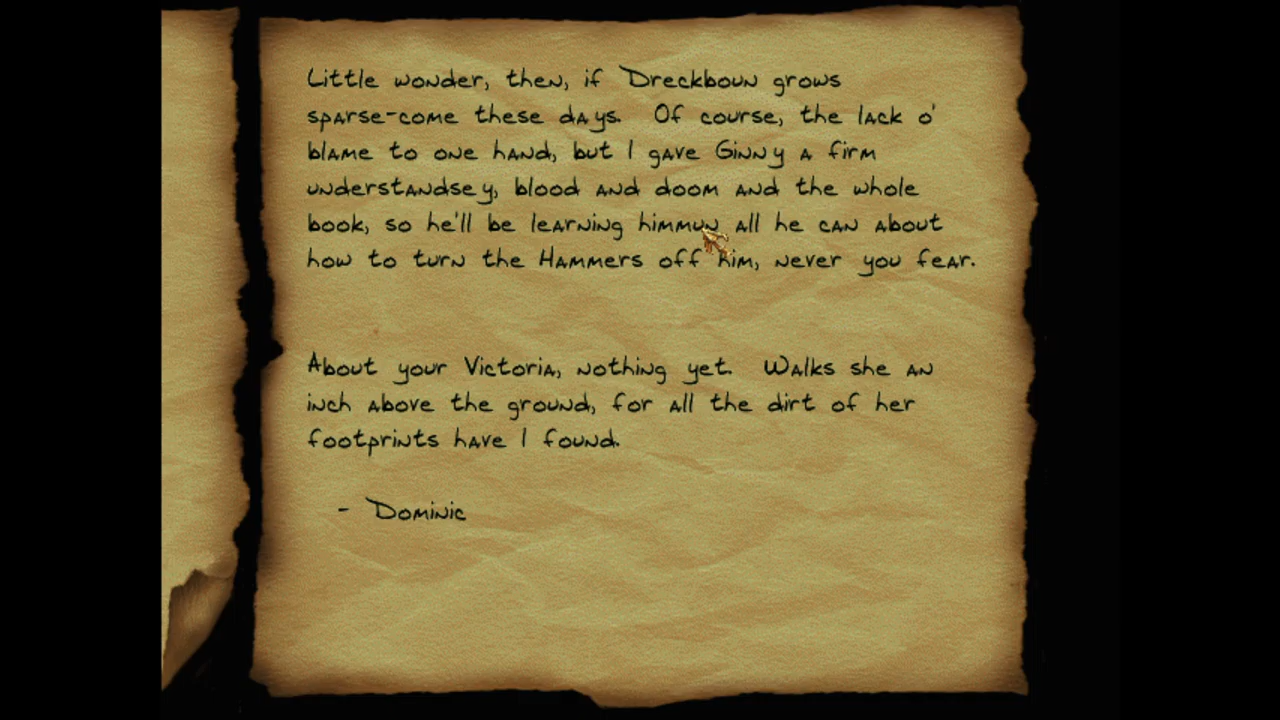 Little wonder, then, if Dreckboun grows
sparse-come these days. Of course, the lack o'
blame to one hand, but I gave Ginny a firm
understandsey, blood and doom and the whole
book, so he'll be learning himmun all he can about
how to turn the Hammers off him, never you fear.
About your Victoria, nothing yet. Walks she an
inch above the ground, for all the dirt of her
footprints have I found.
- Dominic